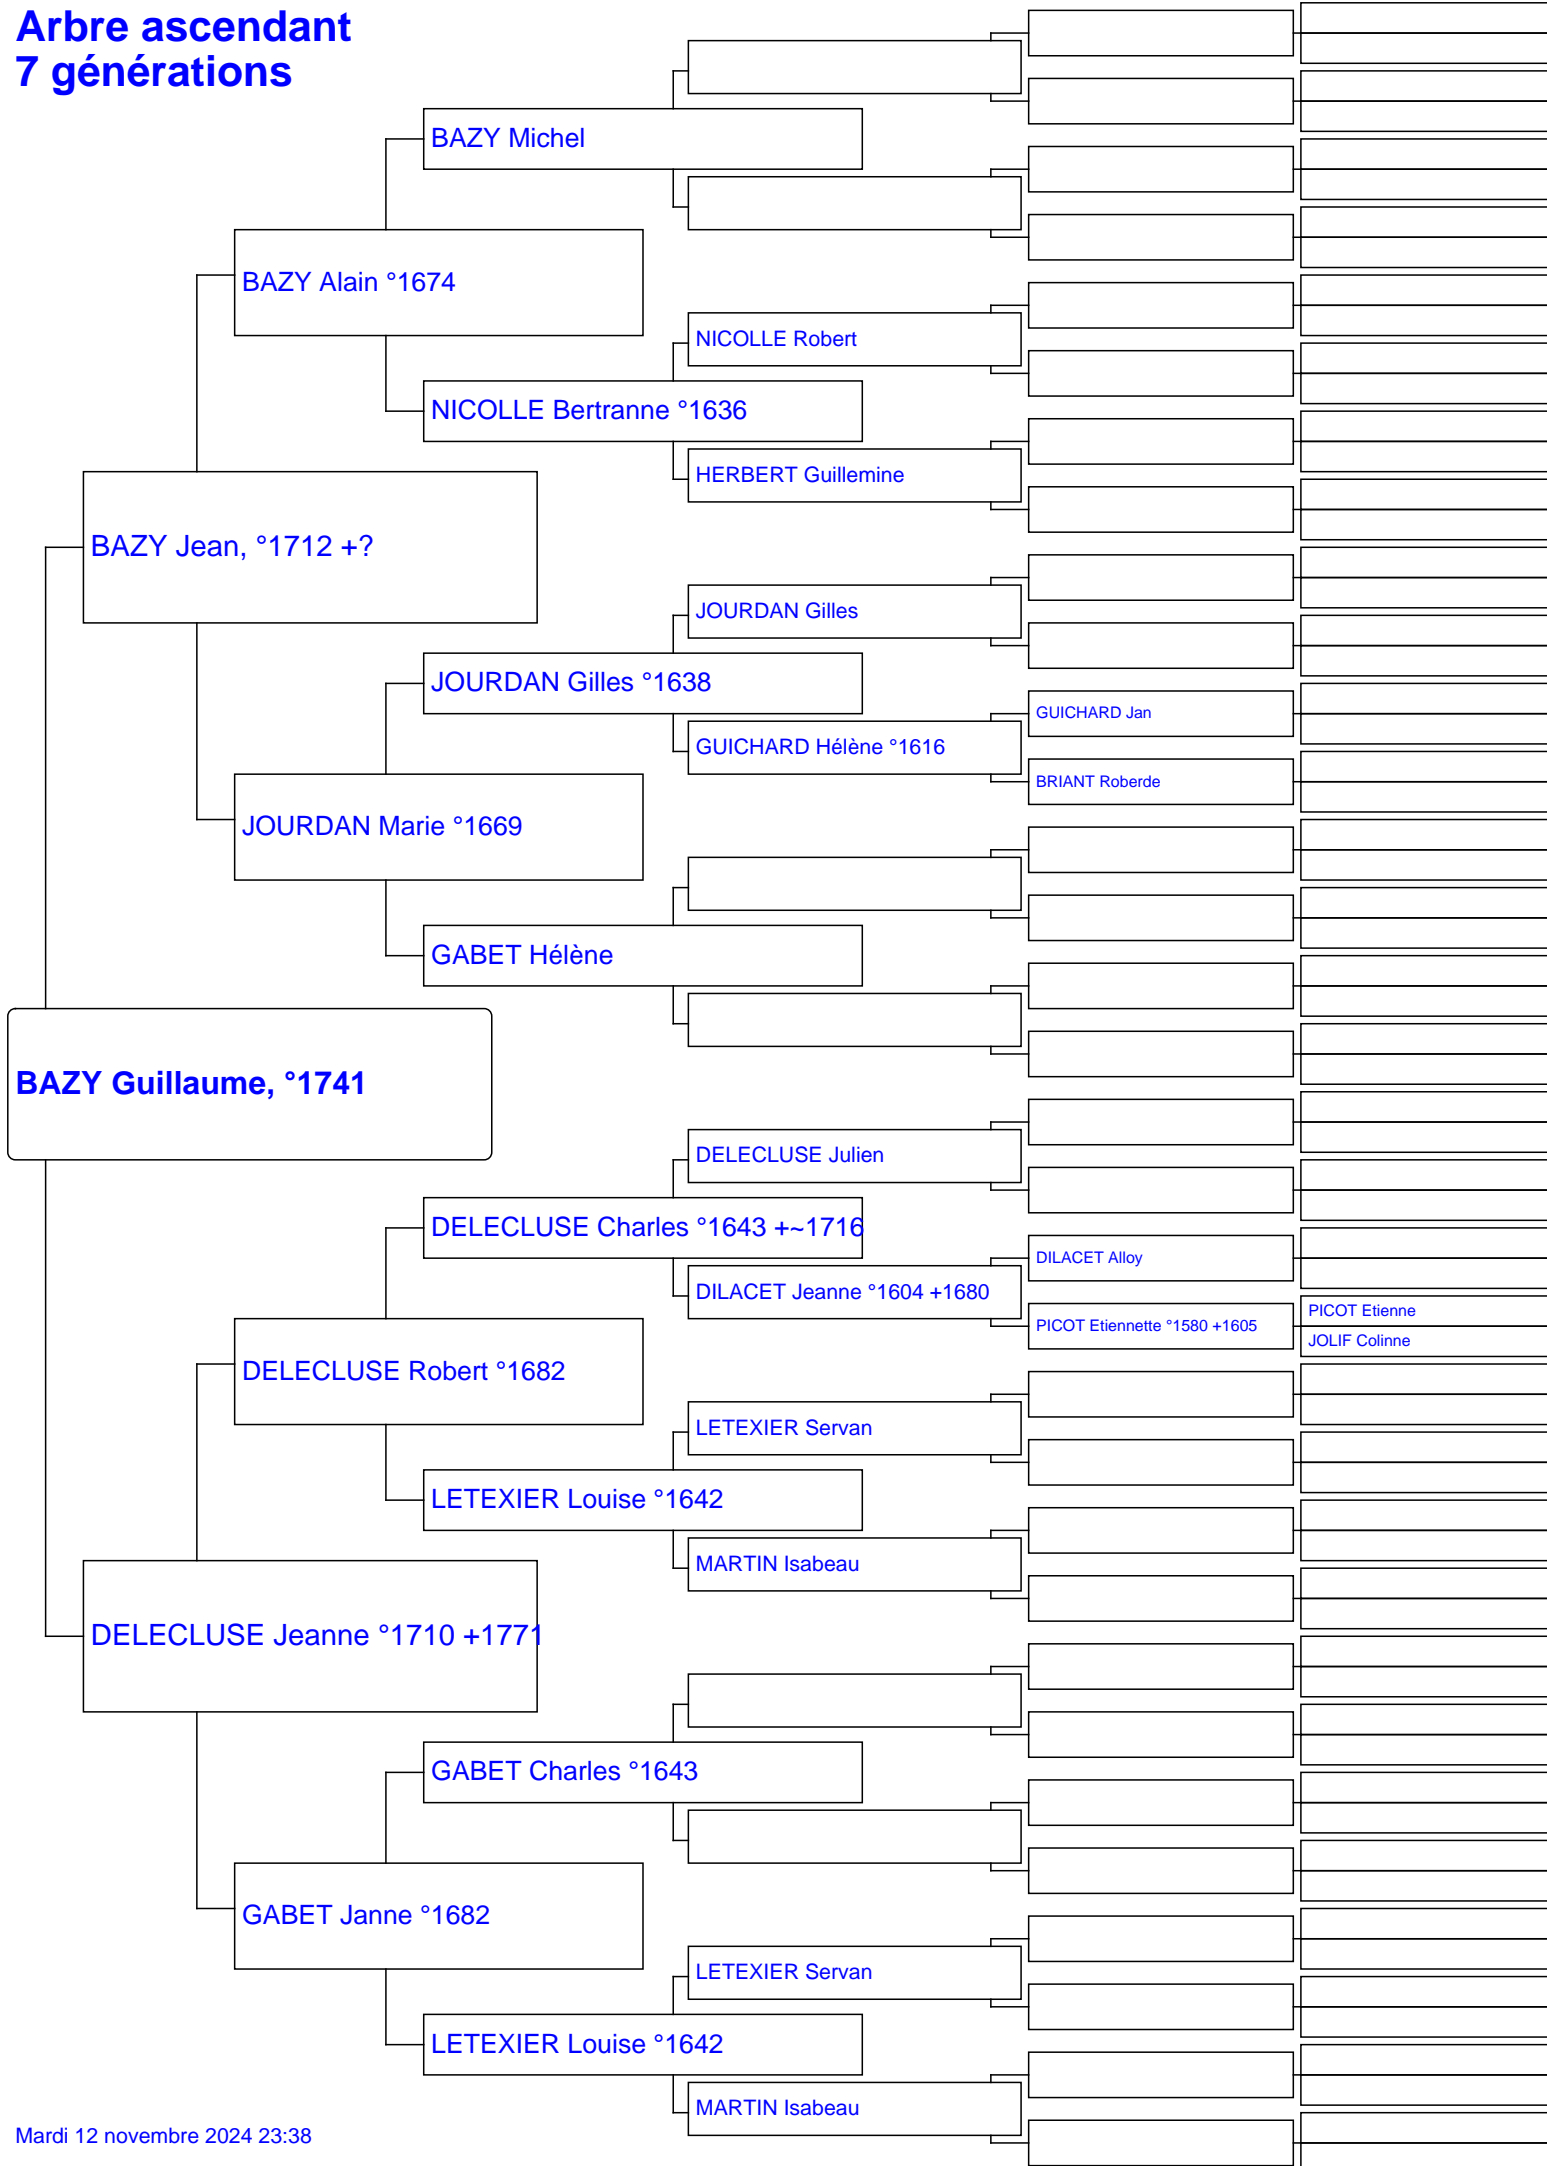 Arbre ascendant
7 générations
BAZY Michel
BAZY Alain °1674
NICOLLE Robert
NICOLLE Bertranne °1636
HERBERT Guillemine
BAZY Jean, °1712 +?
JOURDAN Gilles
JOURDAN Gilles °1638
GUICHARD Jan
GUICHARD Hélène °1616
BRIANT Roberde
JOURDAN Marie °1669
GABET Hélène
BAZY Guillaume, °1741
DELECLUSE Julien
DELECLUSE Charles °1643 +~1716
DILACET Alloy
DILACET Jeanne °1604 +1680
PICOT Etienne
PICOT Etiennette °1580 +1605
JOLIF Colinne
DELECLUSE Robert °1682
LETEXIER Servan
LETEXIER Louise °1642
MARTIN Isabeau
DELECLUSE Jeanne °1710 +1771
GABET Charles °1643
GABET Janne °1682
LETEXIER Servan
LETEXIER Louise °1642
MARTIN Isabeau
Mardi 12 novembre 2024 23:38